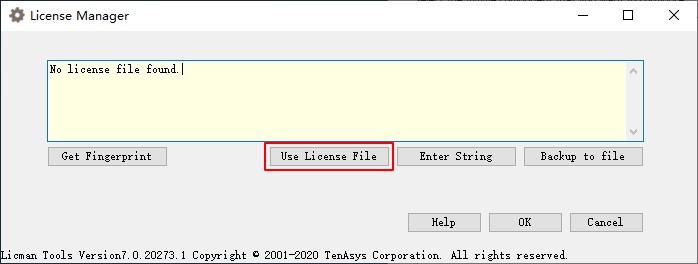 License Manager
No license file found.
Get Fingerprint Use License File Enter String Backup to file
Help OK Cancel
Licman Tools Version7.0.20273.1 Copyright © 2001-2020 TenAsys Corporation. All rights reserved.